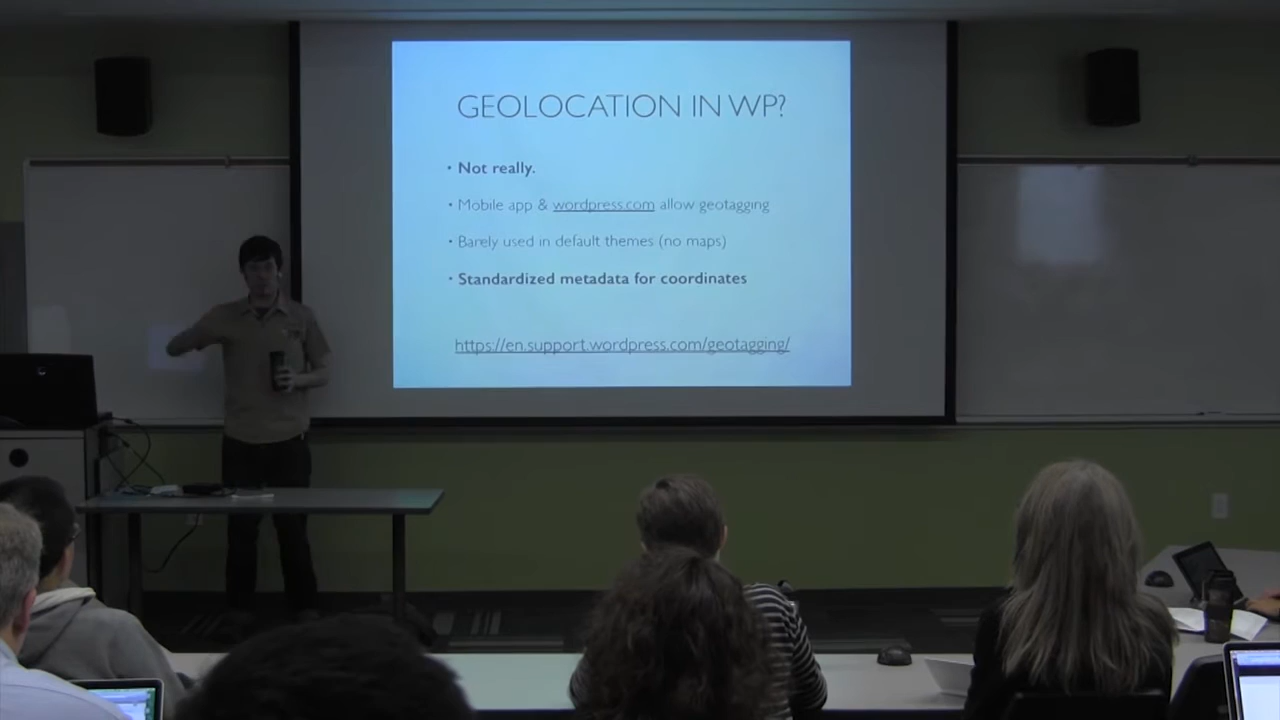 GEOLOCATION IN WP?
• Not really.
• Mobile app & wordpress.com allow geotagging
• Barely used in default themes (no maps)
• Standardized metadata for coordinates
https://en.support.wordpress.com/geotagging/